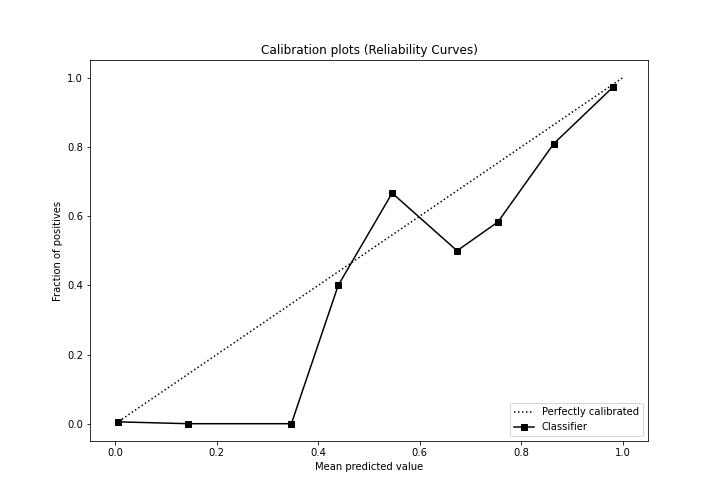 Calibration plots (Reliability Curves)
1.0
0.8
0.6
0.4
0.2
0.0
Fraction of positives
0.0 0.2 0.4 0.6 0.8 1.0
Mean predicted value
Perfectly calibrated
Classifier